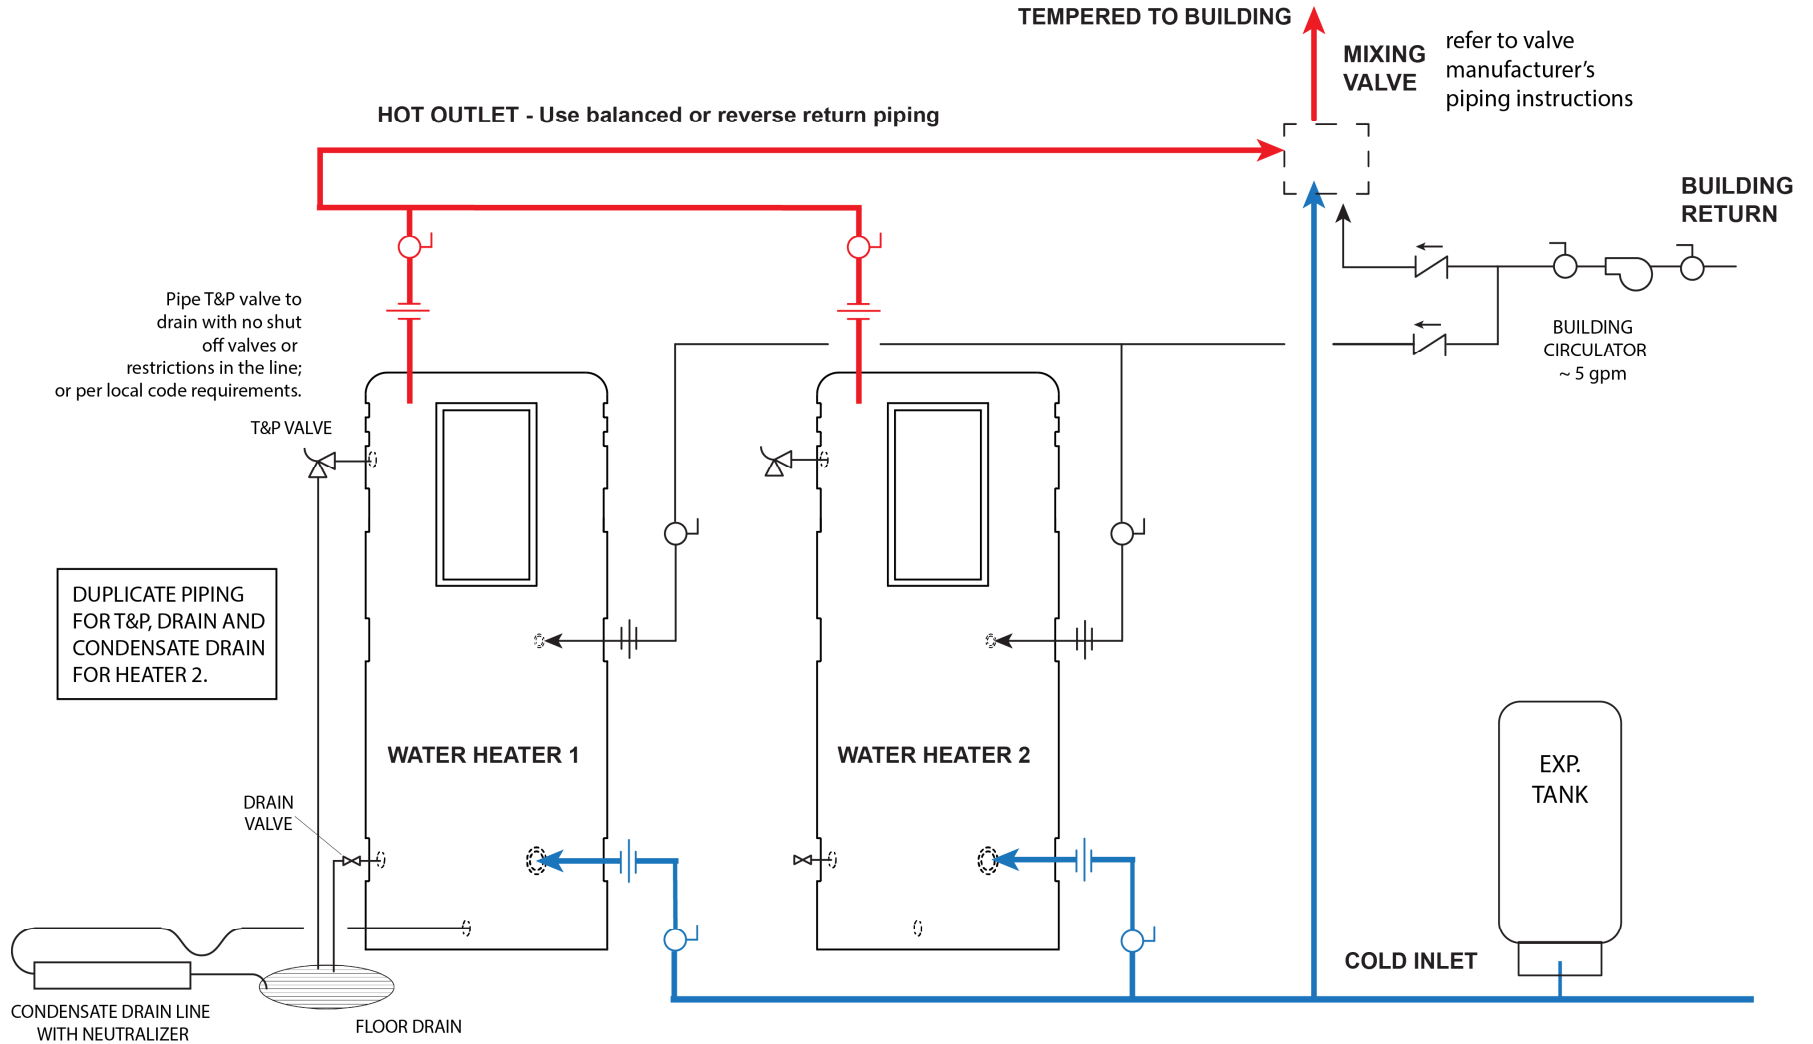 TEMPERED TO BUILDING
MIXING
VALVE
refer to valve
manufacturer's
piping instructions
HOT OUTLET - Use balanced or reverse return piping
BUILDING
RETURN
Pipe T&P valve to
drain with no shut
off valves or
restrictions in the line;
or per local code requirements.
BUILDING
CIRCULATOR
~ 5 gpm
T&P VALVE
DUPLICATE PIPING
FOR T&P, DRAIN AND
CONDENSATE DRAIN
FOR HEATER 2.
WATER HEATER 1
WATER HEATER 2
EXP.
TANK
DRAIN
VALVE
COLD INLET
CONDENSATE DRAIN LINE
WITH NEUTRALIZER
FLOOR DRAIN